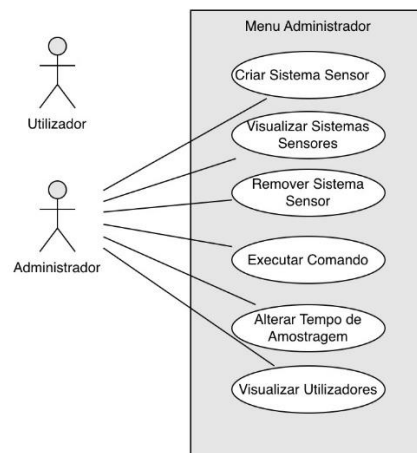 Menu Administrador
Criar Sistema Sensor
Utilizador
Visualizar Sistemas
Sensores
Remover Sistema
Sensor
Administrador
Executar Comando
Alterar Tempo de
Amostragem
Visualizar Utilizadores